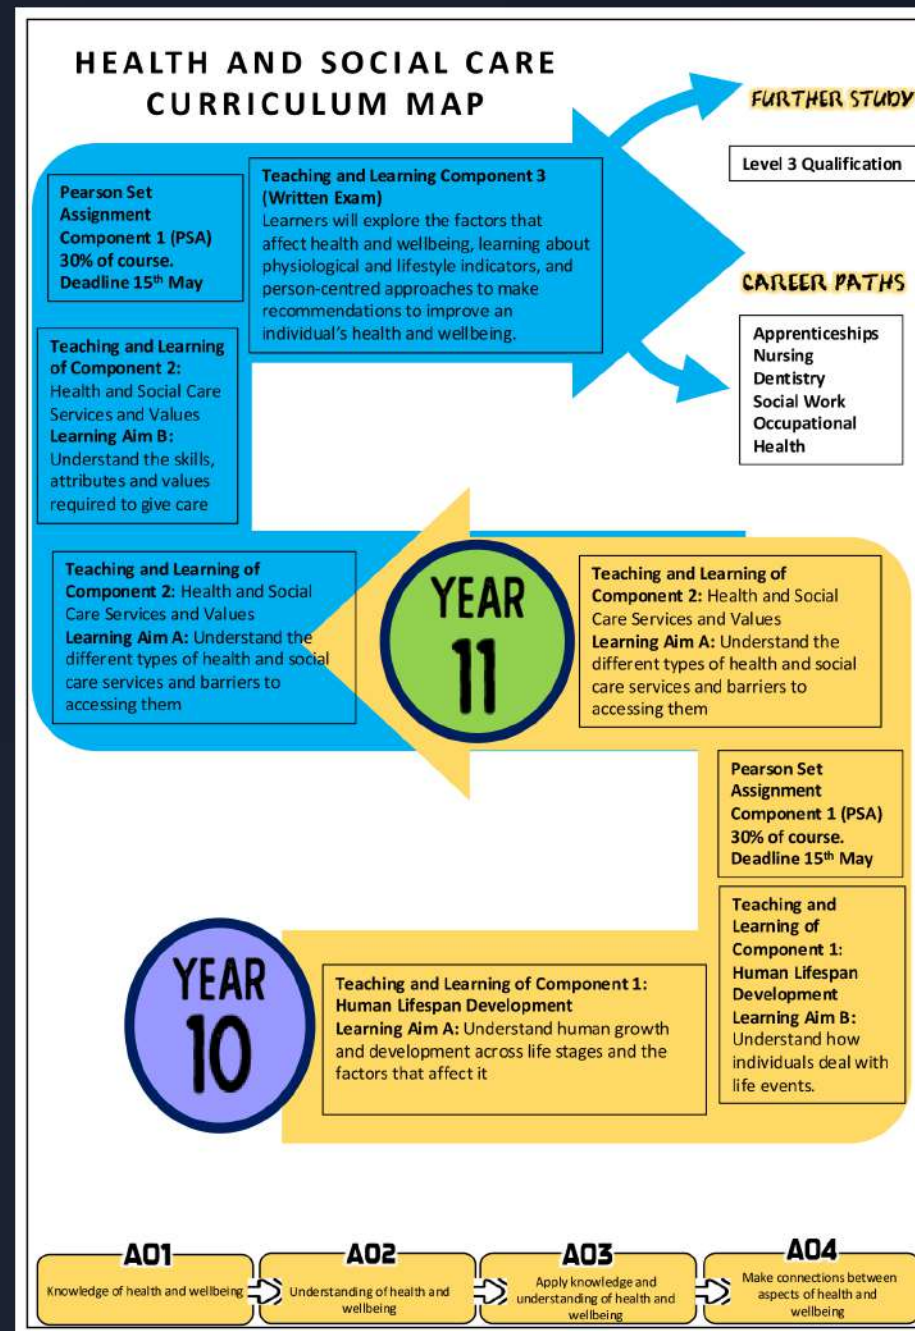 HEALTH AND SOCIAL CARE
CURRICULUM MAP
FURTHER STUDY
Level 3 Qualification
Pearson Set
Assignment
Component 1 (PSA)
30% of course.
Deadline 15th May
Teaching and Learning Component 3
(Written Exam)
Learners will explore the factors that
affect health and wellbeing, learning about
physiological and lifestyle indicators, and
person-centred approaches to make
recommendations to improve an
individual's health and wellbeing.
CAREER PATHS
Apprenticeships
Nursing
Dentistry
Social Work
Occupational
Health
Teaching and Learning
of Component 2:
Health and Social Care
Services and Values
Learning Aim B:
Understand the skills,
attributes and values
required to give care
Teaching and Learning of
Component 2: Health and Social
Care Services and Values
Learning Aim A: Understand the
different types of health and social
care services and barriers to
accessing them
YEAR
11
Teaching and Learning of
Component 2: Health and Social
Care Services and Values
Learning Aim A: Understand the
different types of health and social
care services and barriers to
accessing them
Pearson Set
Assignment
Component 1 (PSA)
30% of course.
Deadline 15th May
Teaching and
Learning of
Component 1:
Human Lifespan
Development
Learning Aim B:
Understand how
individuals deal with
life events.
YEAR
10
Teaching and Learning of Component 1:
Human Lifespan Development
Learning Aim A: Understand human growth
and development across life stages and the
factors that affect it
AO1
Knowledge of health and wellbeing
AO2
Understanding of health and
wellbeing
AO3
Apply knowledge and
understanding of health and
wellbeing
AO4
Make connections between
aspects of health and
wellbeing